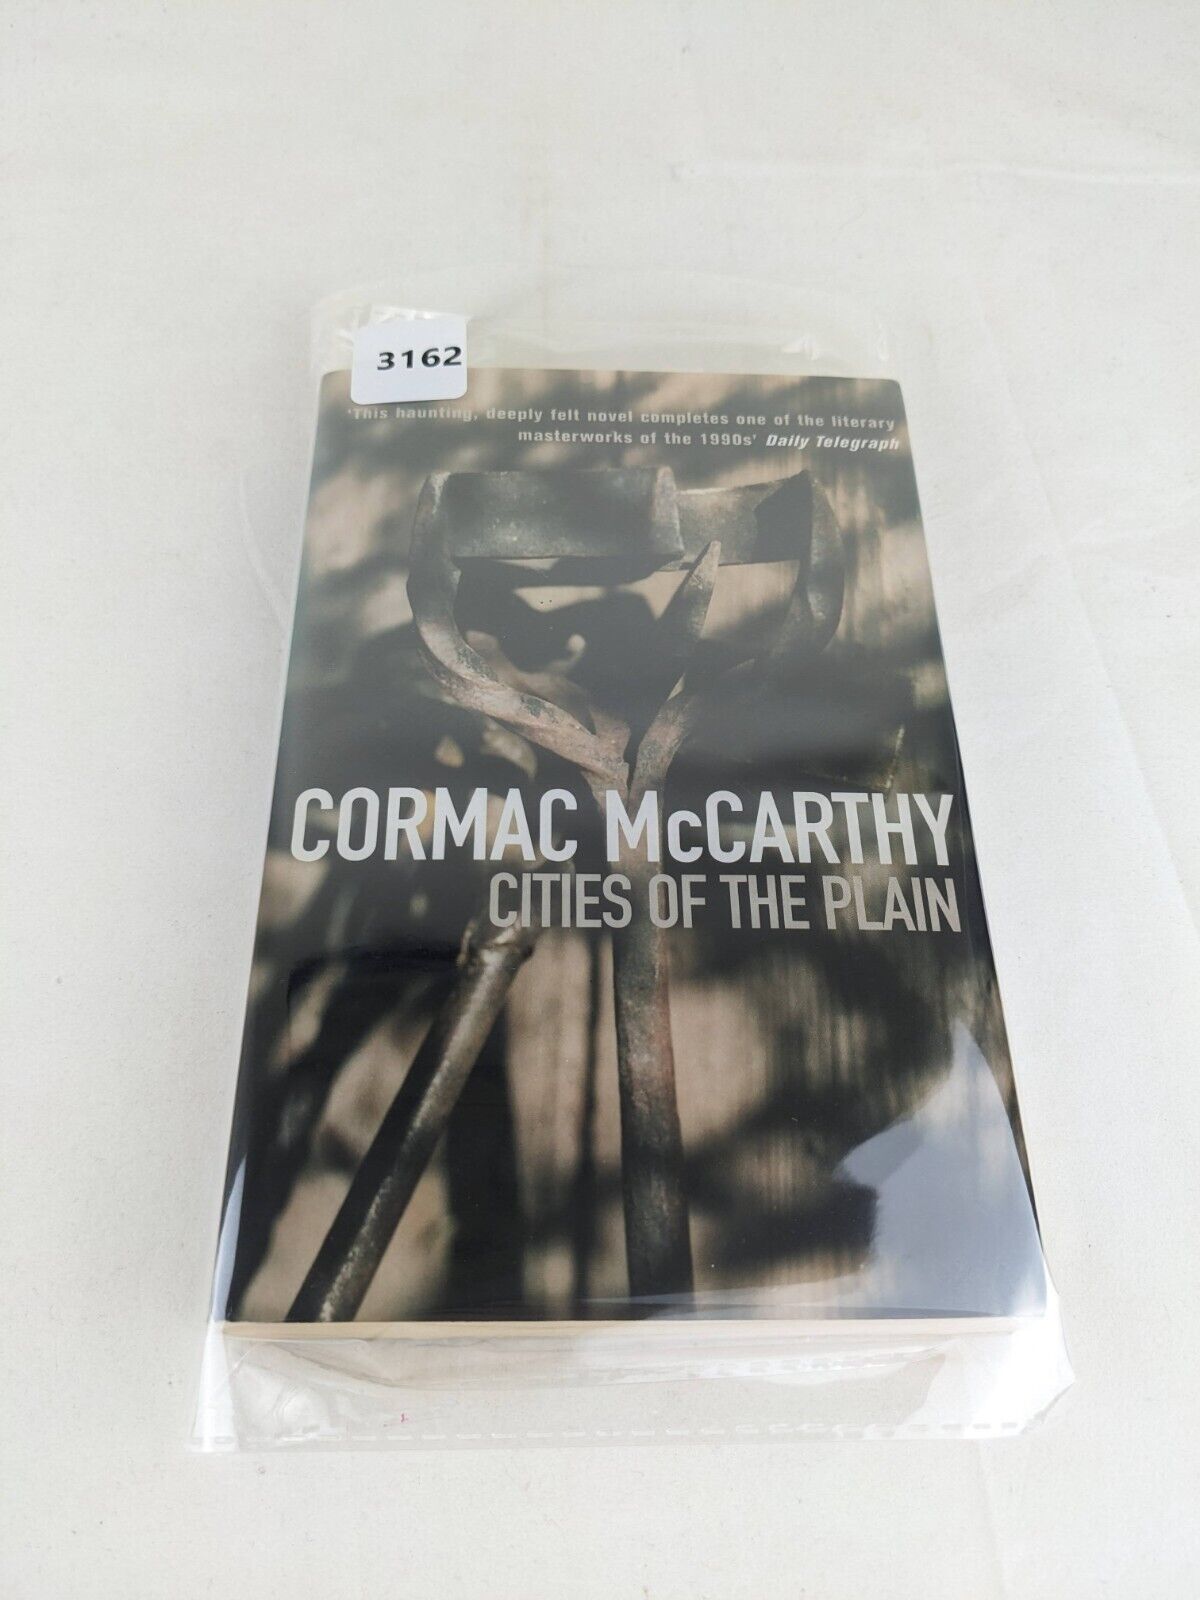 3162
'This haunting, deeply felt novel completes one of the literary
masterworks of the 1990s' Daily Telegraph
CORMAC McCARTHY
CITIES OF THE PLAIN